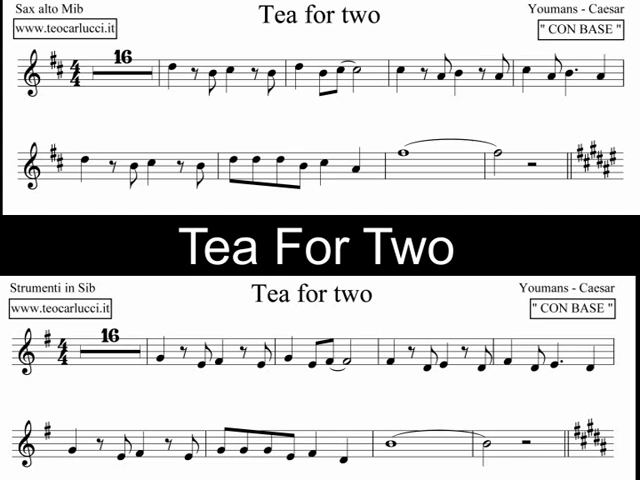 Sax alto Mib
Tea for two
Youmans - Caesar
www.teocarlucci.it
" CON BASE "
16
Tea For Two
Strumenti in Sib
Tea for two
Youmans - Caesar
www.teocarlucci.it
" CON BASE "
16